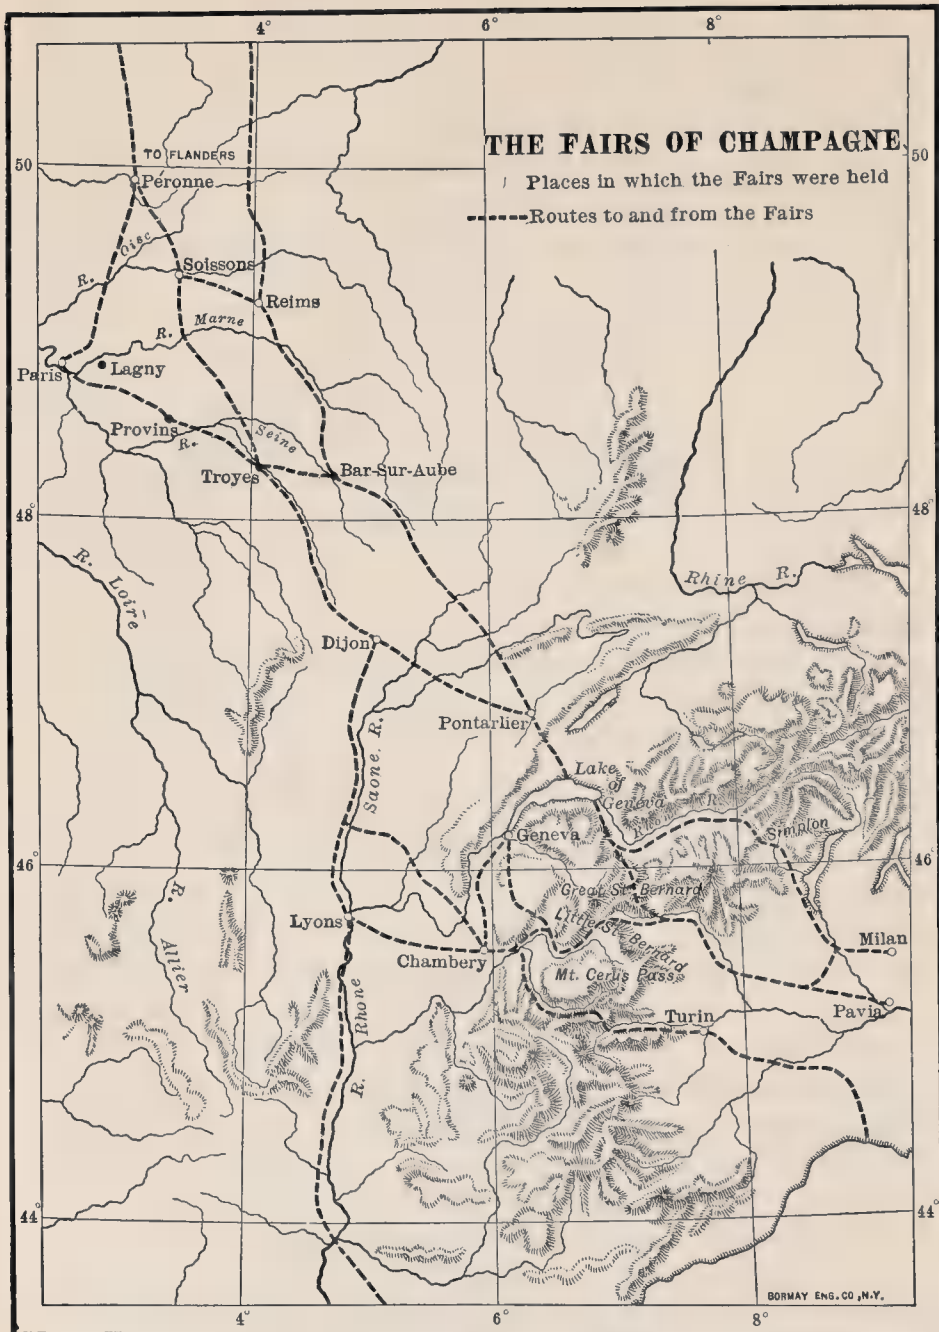 4°
6°
8°
THE FAIRS OF CHAMPAGNE
50
50
TO FLANDERS
Péronne
Places in which the Fairs were held
Routes to and from the Fairs
R. Oise
Soissons
Reims
R. Marne
Paris
Lagny
Provins
R. Seine
Troyes
Bar-Sur-Aube
48°
48°
R. Loire
Rhine R.
Dijon
Pontarlier
Saone R.
Lake
of
Geneva
Rhone R.
Geneva
Simplon
46°
46°
Great St. Bernard
Little St. Bernard
Lyons
R. Allier
Chambery
Milan
Mt. Cenis Pass
Pavia
Turin
R. Rhone
44°
44°
BORMAY ENG. CO., N.Y.
4°
6°
8°